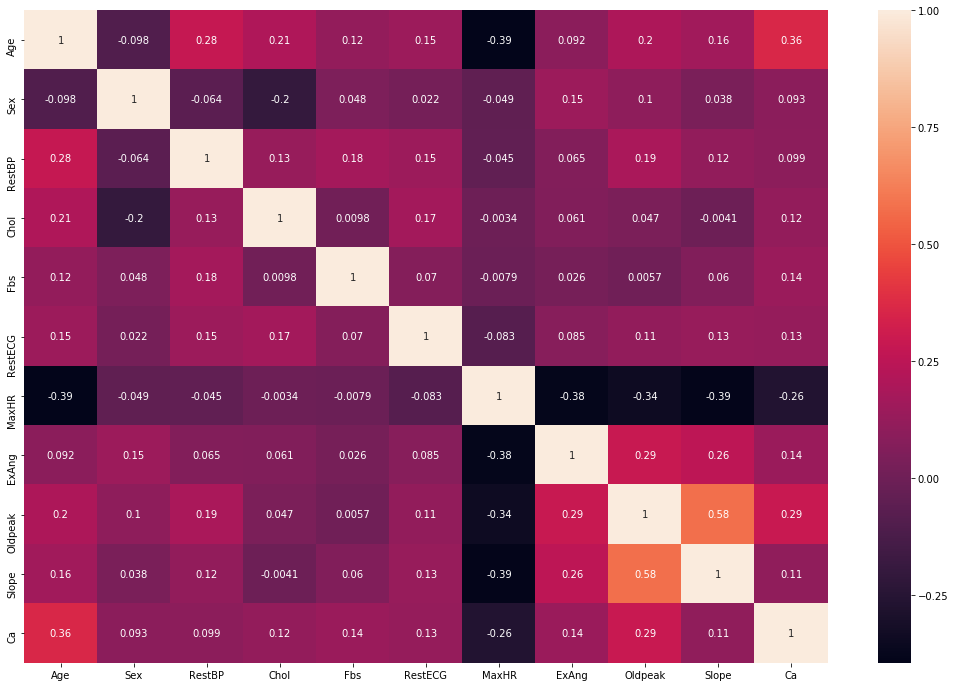 Age 1 -0.098 0.28 0.21 0.12 0.15 -0.39 0.092 0.2 0.16 0.36
Sex -0.098 1 -0.064 -0.2 0.048 0.022 -0.049 0.15 0.1 0.038 0.093
RestBP 0.28 -0.064 1 0.13 0.18 0.15 -0.045 0.065 0.19 0.12 0.099
Chol 0.21 -0.2 0.13 1 0.0098 0.17 -0.0034 0.061 0.047 -0.0041 0.12
Fbs 0.12 0.048 0.18 0.0098 1 0.07 -0.0079 0.026 0.0057 0.06 0.14
RestECG 0.15 0.022 0.15 0.17 0.07 1 -0.083 0.085 0.11 0.13 0.13
MaxHR -0.39 -0.049 -0.045 -0.0034 -0.0079 -0.083 1 -0.38 -0.34 -0.39 -0.26
ExAng 0.092 0.15 0.065 0.061 0.026 0.085 -0.38 1 0.29 0.26 0.14
Oldpeak 0.2 0.1 0.19 0.047 0.0057 0.11 -0.34 0.29 1 0.58 0.29
Slope 0.16 0.038 0.12 -0.0041 0.06 0.13 -0.39 0.26 0.58 1 0.11
Ca 0.36 0.093 0.099 0.12 0.14 0.13 -0.26 0.14 0.29 0.11 1
Age Sex RestBP Chol Fbs RestECG MaxHR ExAng Oldpeak Slope Ca
1.00
0.75
0.50
0.25
0.00
−0.25